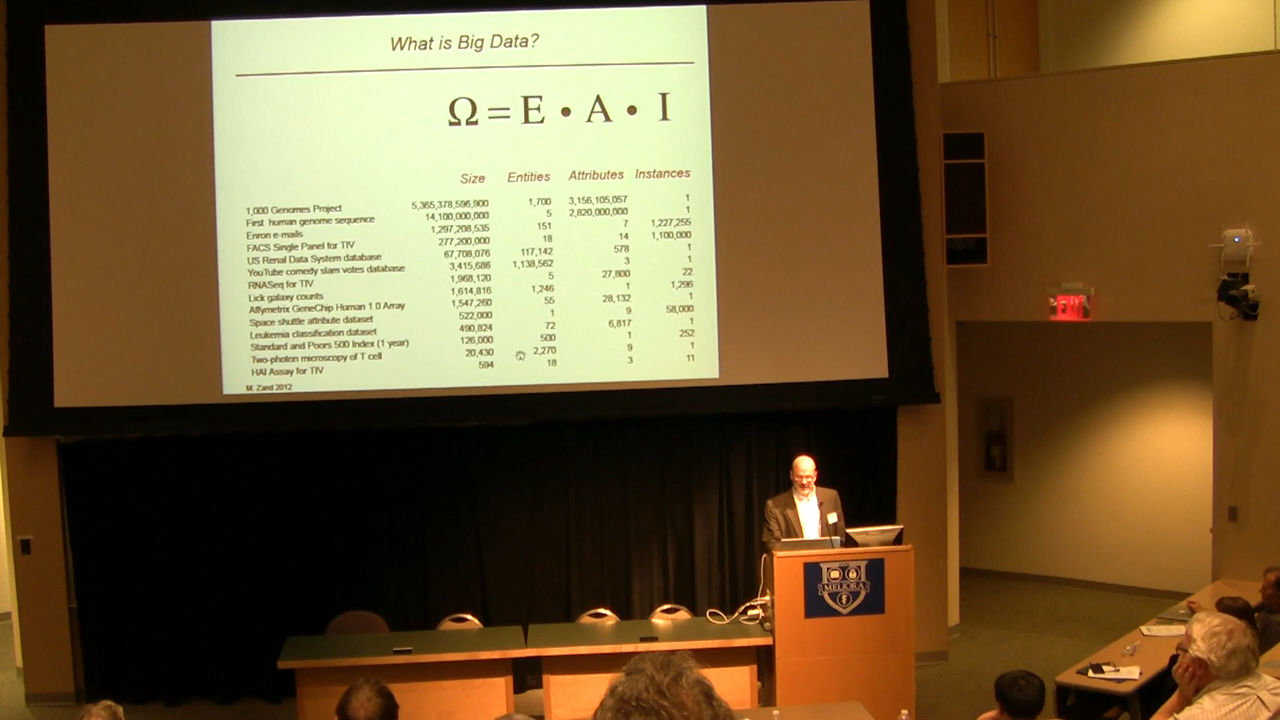 What is Big Data?
Ω = E • A • I
Size Entities Attributes Instances
1,000 Genomes Project 5,365,378,596,900 1,700 3,156,105,057 1
First human genome sequence 14,100,000,000 5 2,820,000,000 1
Enron e-mails 1,297,208,535 151 7 1,227,255
FACS Single Panel for TIV 277,200,000 18 14 1,100,000
US Renal Data System database 67,708,076 117,142 578 1
YouTube comedy slam votes database 3,415,686 1,138,562 3 1
RNASeq for TIV 1,968,120 5 27,800 22
Lick galaxy counts 1,614,816 1,246 1 1,296
Affymetrix GeneChip Human 1.0 Array 1,547,260 55 28,132 1
Space shuttle attribute dataset 522,000 1 9 58,000
Leukemia classification dataset 490,824 72 6,817 1
Standard and Poors 500 Index (1 year) 126,000 500 1 252
Two-photon microscopy of T cell 20,430 2,270 9 1
HAI Assay for TIV 594 18 3 11
M. Zand 2012
EXIT
MELIORA